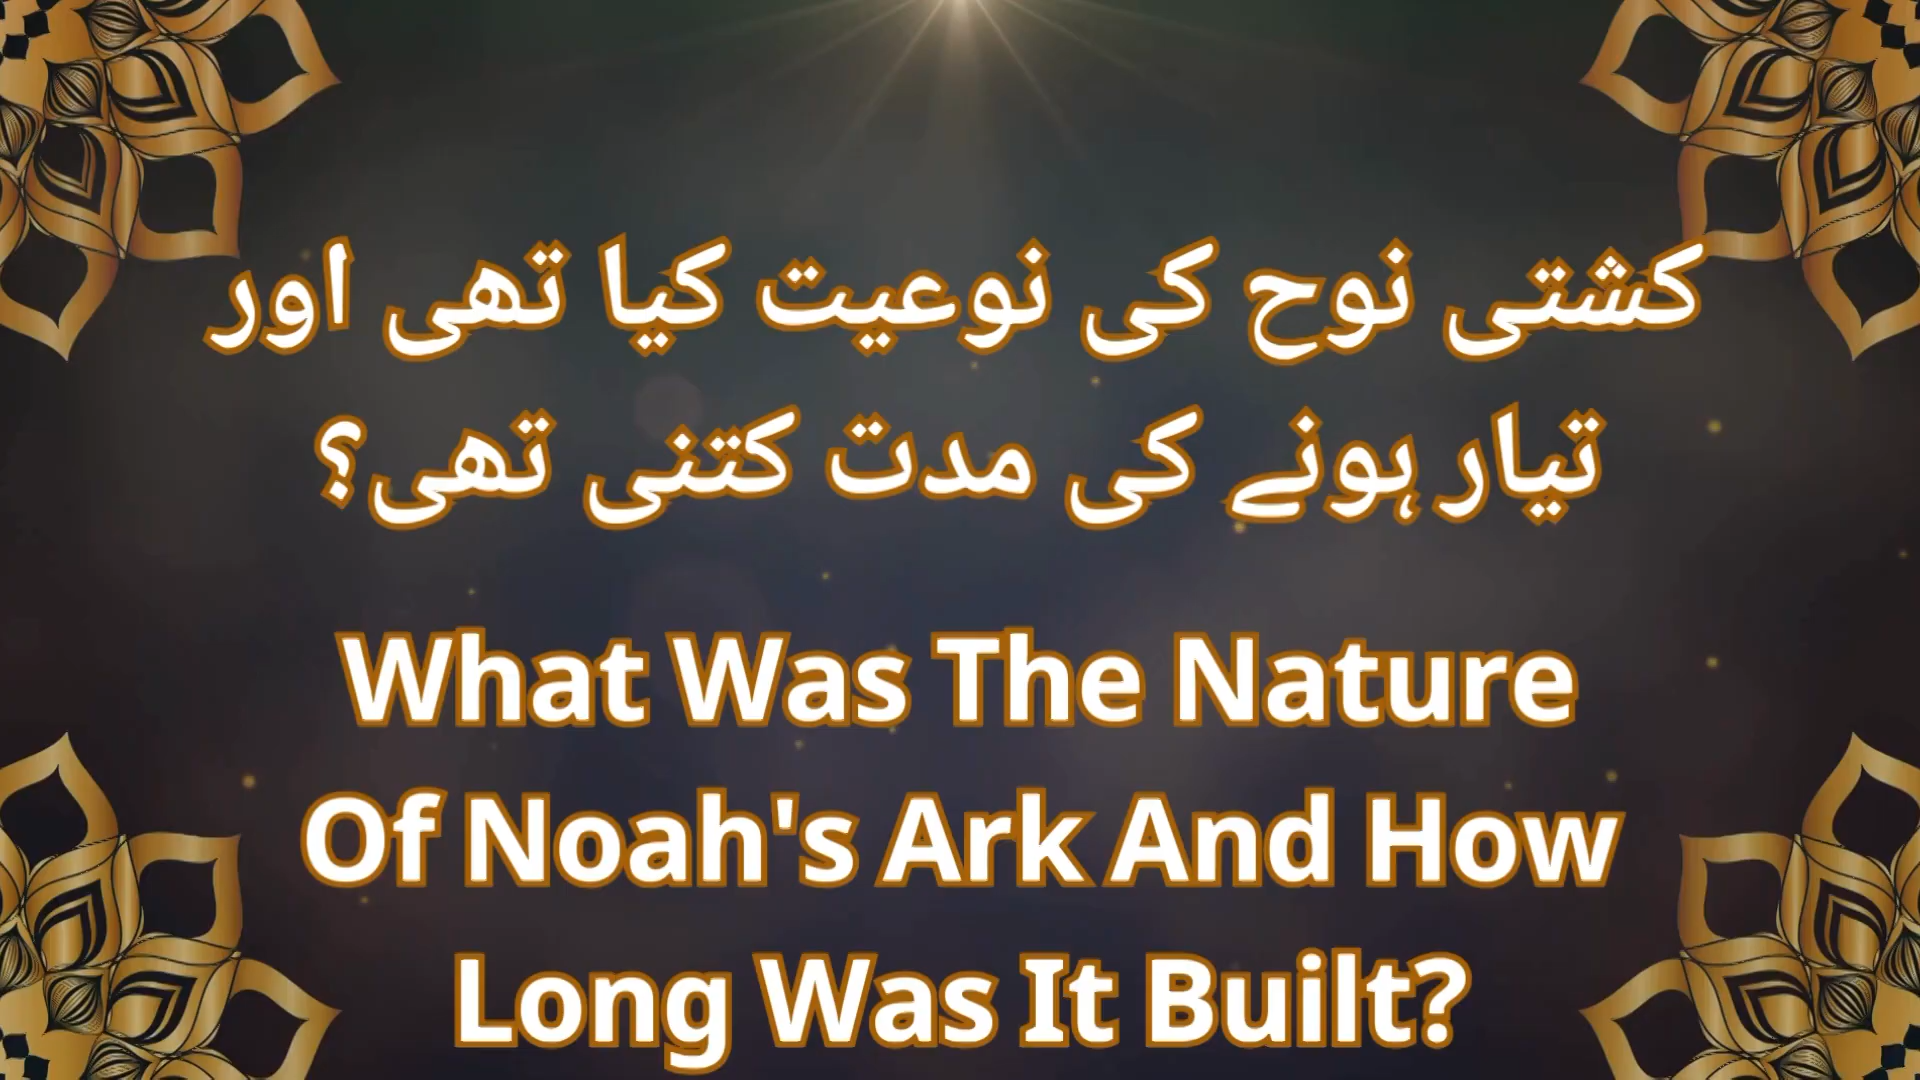 کشتی نوح کی نوعیت کیا تھی اور
تیار ہونے کی مدت کتنی تھی؟
What Was The Nature
Of Noah's Ark And How
Long Was It Built?